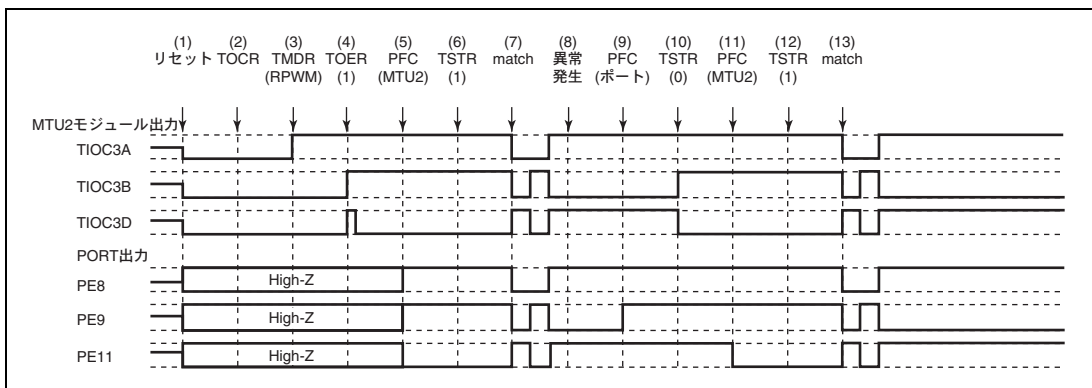 (1) (2) (3) (4) (5) (6) (7) (8) (9) (10) (11) (12) (13)
リセット TOCR TMDR TOER PFC TSTR match 異常 PFC TSTR PFC TSTR match
(RPWM) (1) (MTU2) (1) 発生 (ポート) (0) (MTU2) (1)
MTU2モジュール出力
TIOC3A
TIOC3B
TIOC3D
PORT出力
PE8 High-Z
PE9 High-Z
PE11 High-Z